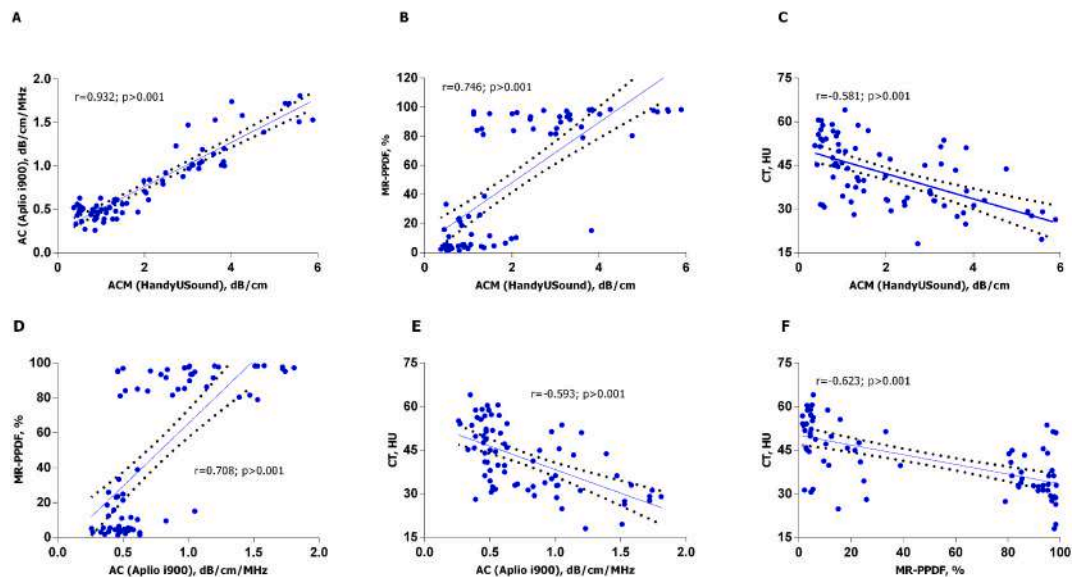 A
r=0.932; p>0.001
AC (Aplio i900), dB/cm/MHz
2.0
1.5
1.0
0.5
0.0
0 2 4 6
ACM (HandyUSound), dB/cm
B
r=0.746; p>0.001
MR-PPDF, %
120
100
80
60
40
20
0
0 2 4 6
ACM (HandyUSound), dB/cm
C
r=-0.581; p>0.001
CT, HU
75
60
45
30
15
0 2 4 6
ACM (HandyUSound), dB/cm
D
r=0.708; p>0.001
MR-PPDF, %
100
80
60
40
20
0
0.0 0.5 1.0 1.5 2.0
AC (Aplio i900), dB/cm/MHz
E
r=-0.593; p>0.001
CT, HU
75
60
45
30
15
0.0 0.5 1.0 1.5 2.0
AC (Aplio i900), dB/cm/MHz
F
r=-0.623; p>0.001
CT, HU
75
60
45
30
15
0 20 40 60 80 100
MR-PPDF, %